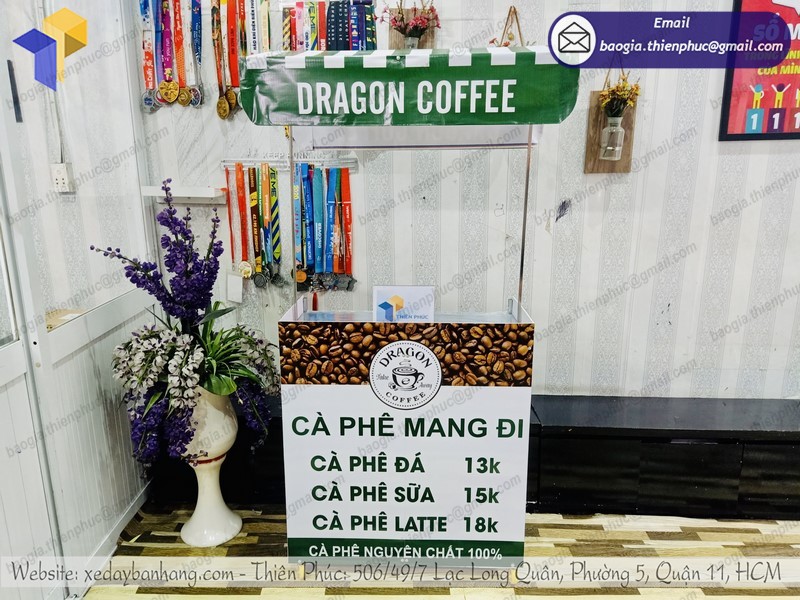 Email
baogia.thienphuc@gmail.com
DRAGON COFFEE
THIÊN PHÚC
DRAGON
COFFEE
CÀ PHÊ MANG ĐI
CÀ PHÊ ĐÁ 13k
CÀ PHÊ SỮA 15k
CÀ PHÊ LATTE 18k
CÀ PHÊ NGUYÊN CHẤT 100%
Website: xedaybanhang.com - Thiên Phúc: 506/49/7 Lạc Long Quân, Phường 5, Quận 11, HCM